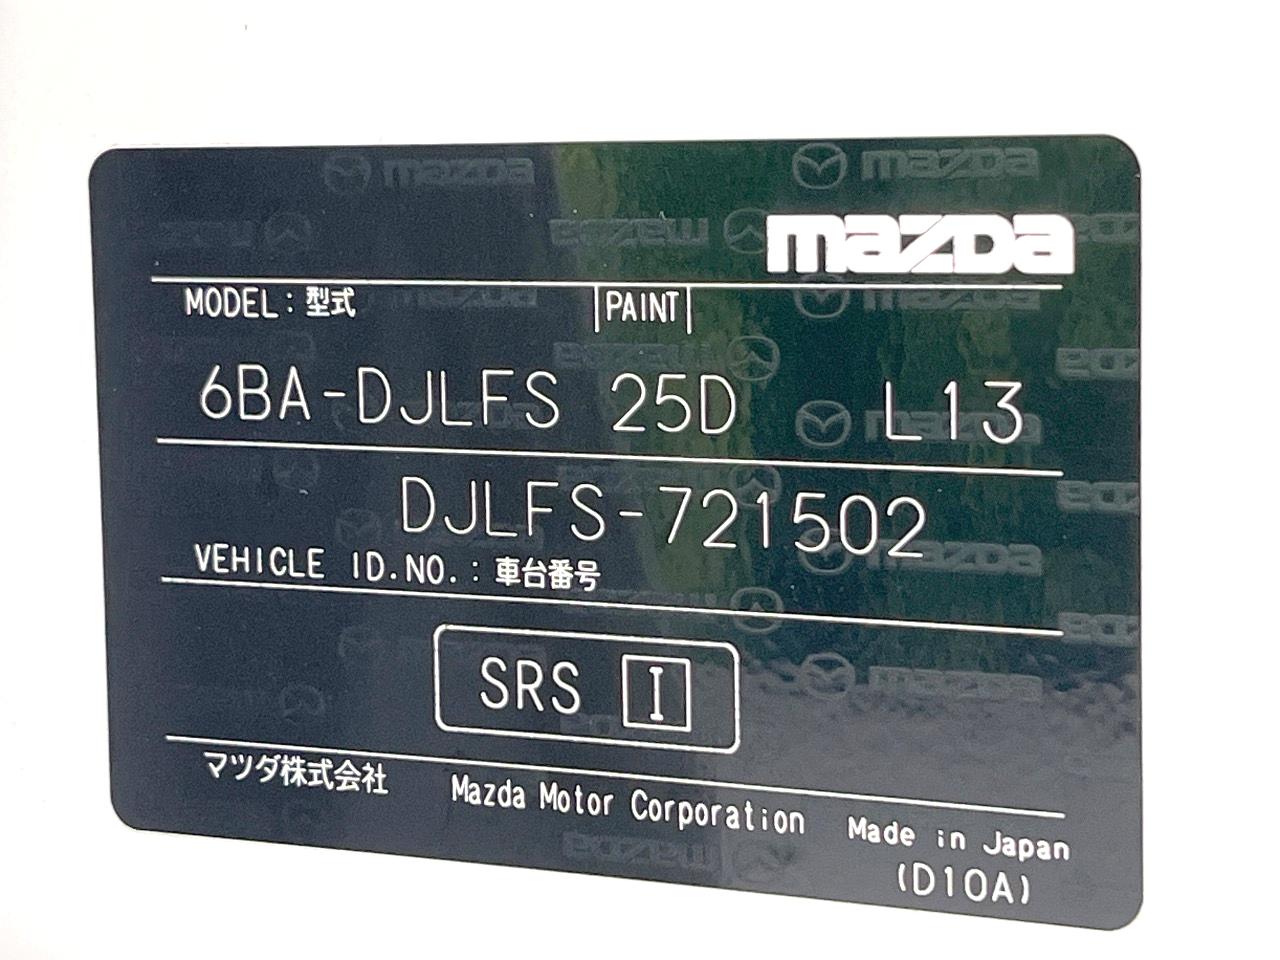 mazda
MODEL：型式 PAINT
6BA-DJLFS 25D L13
DJLFS-721502
VEHICLE ID.NO.：車台番号
SRS I
マツダ株式会社 Mazda Motor Corporation Made in Japan
(D10A)